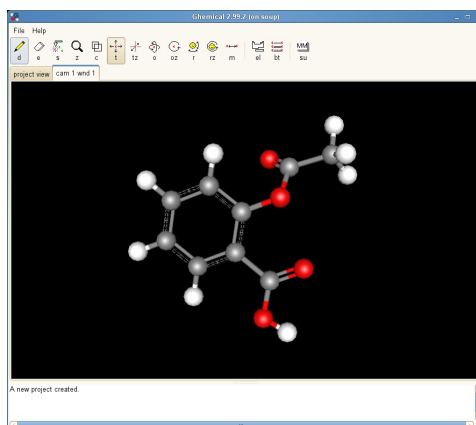 Ghemical 2.99.2 (on soup)
File Help
d e s z c t tz o oz r rz m el bt su
MM
project view cam 1 wnd 1
A new project created.